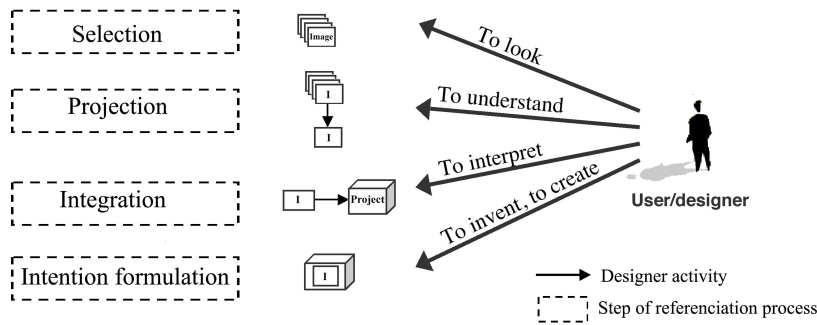 Selection
Image
To look
Projection
I
To understand
I
To interpret
Integration
I
Project
User/designer
To invent, to create
Intention formulation
I
Designer activity
Step of referenciation process